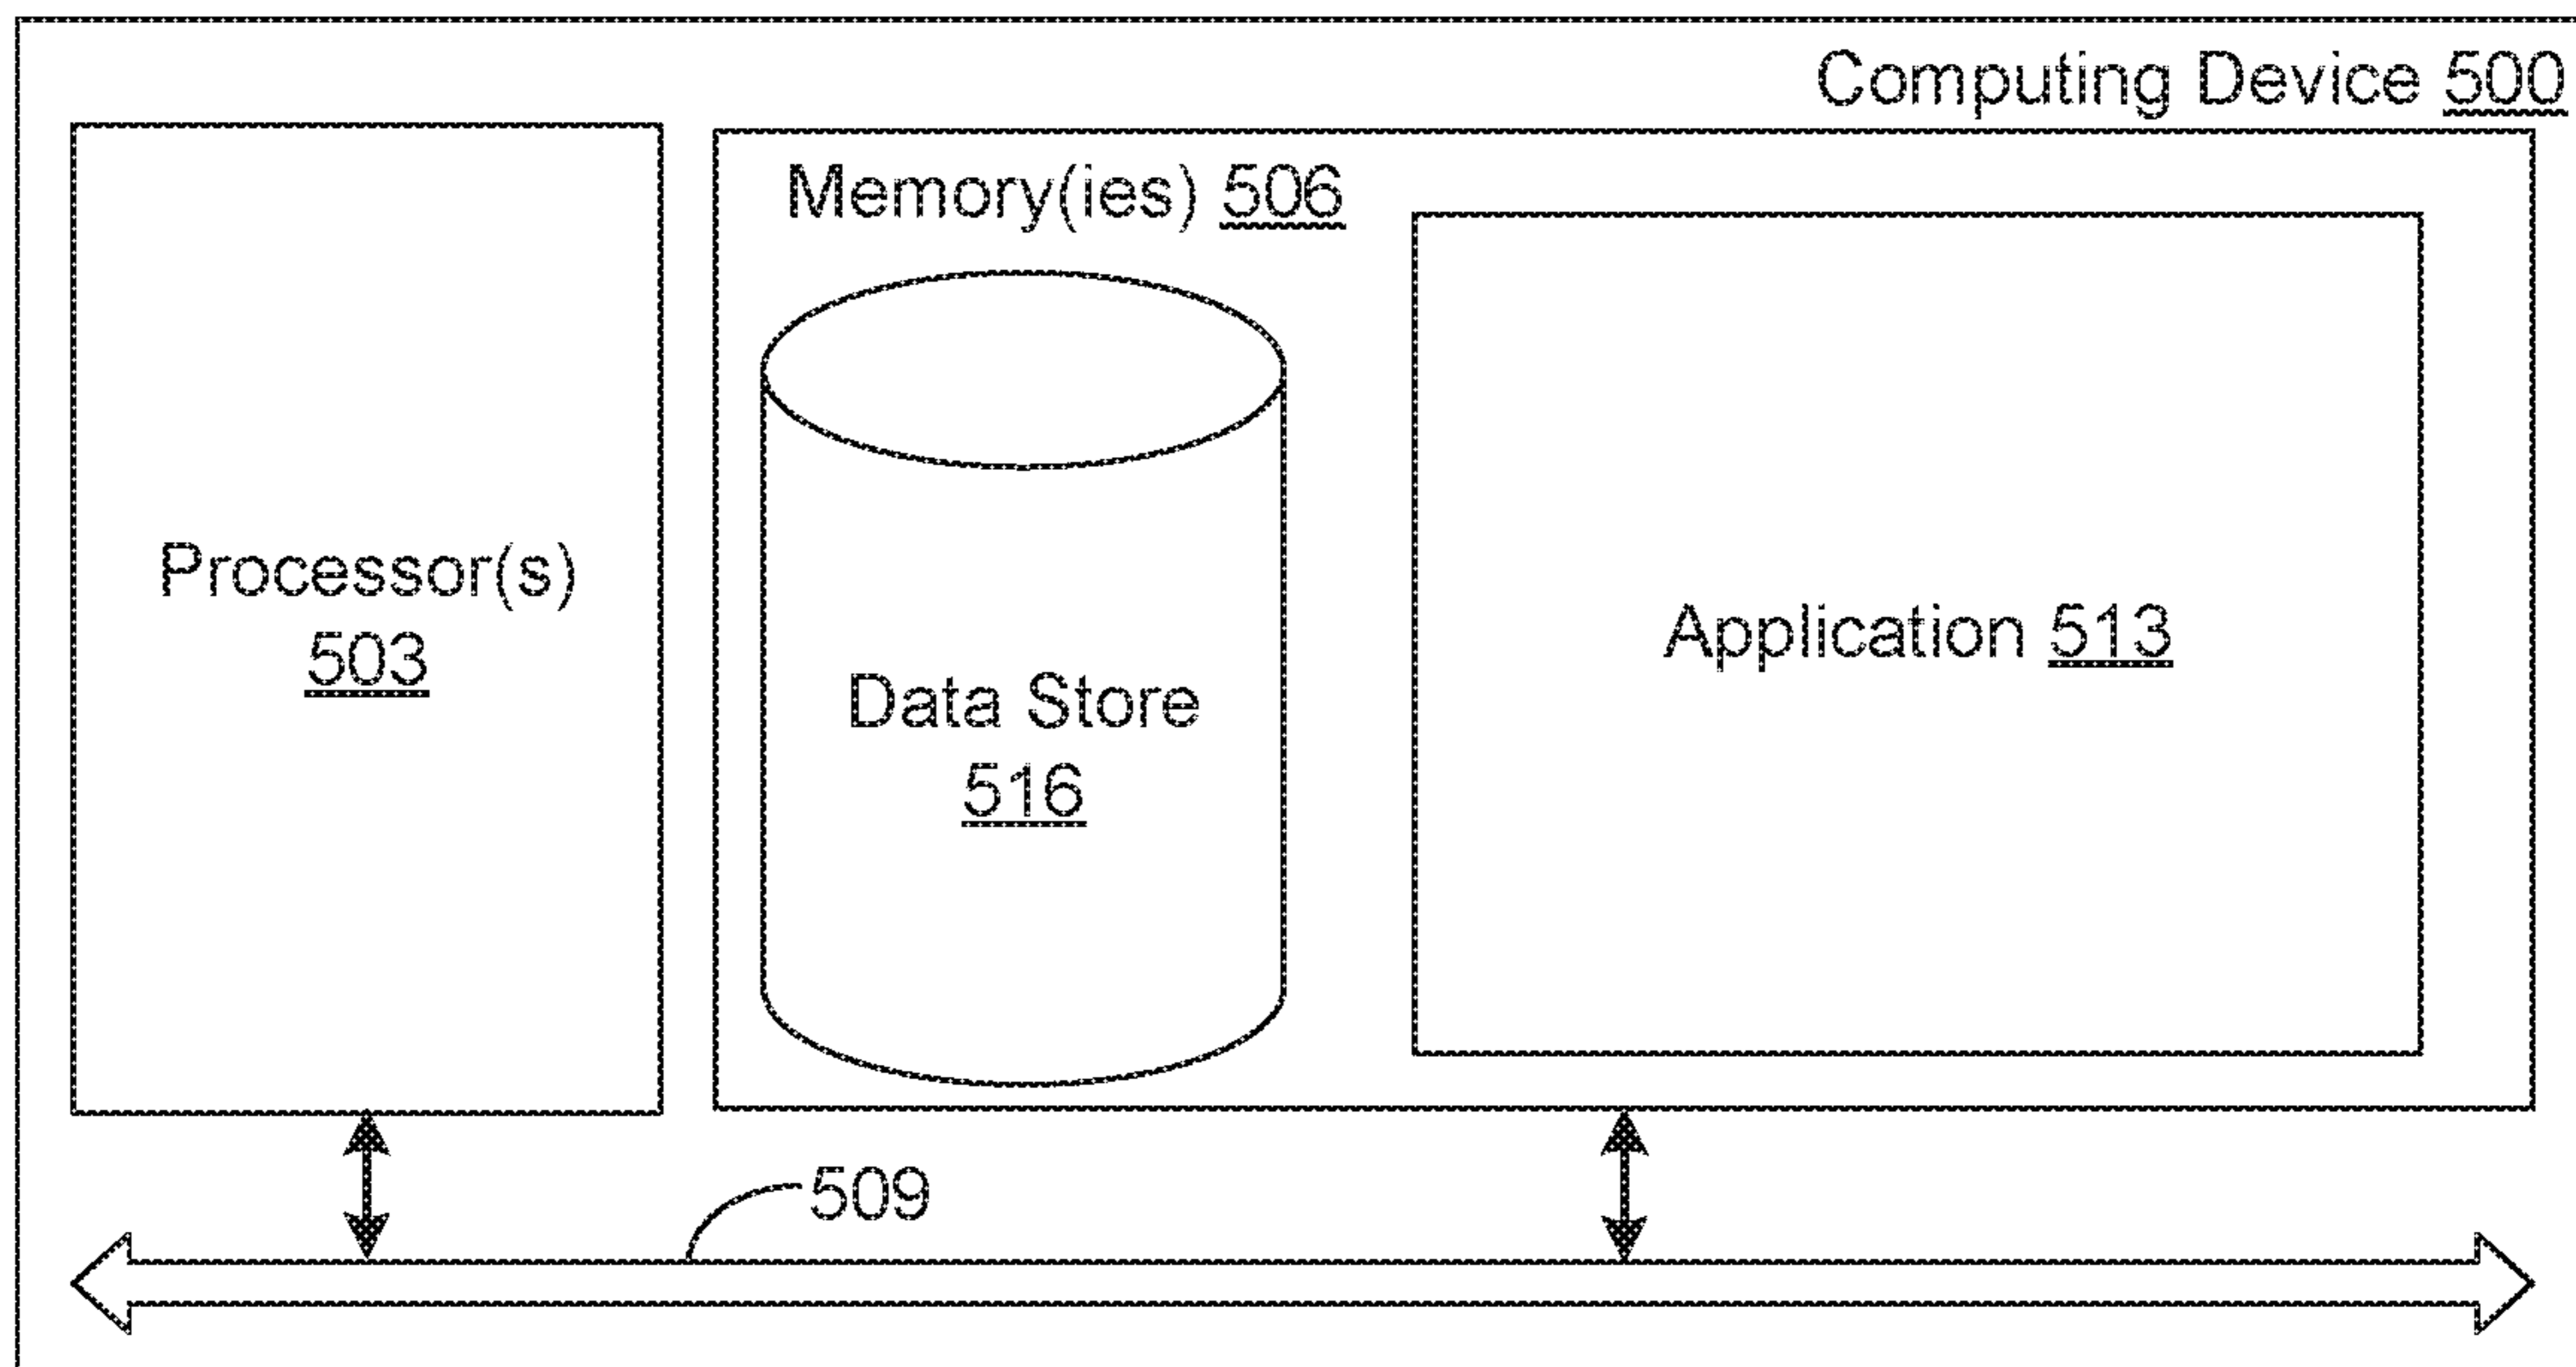 Computing Device 500
Memory(ies) 506
Processor(s)
503
Data Store
516
Application 513
509